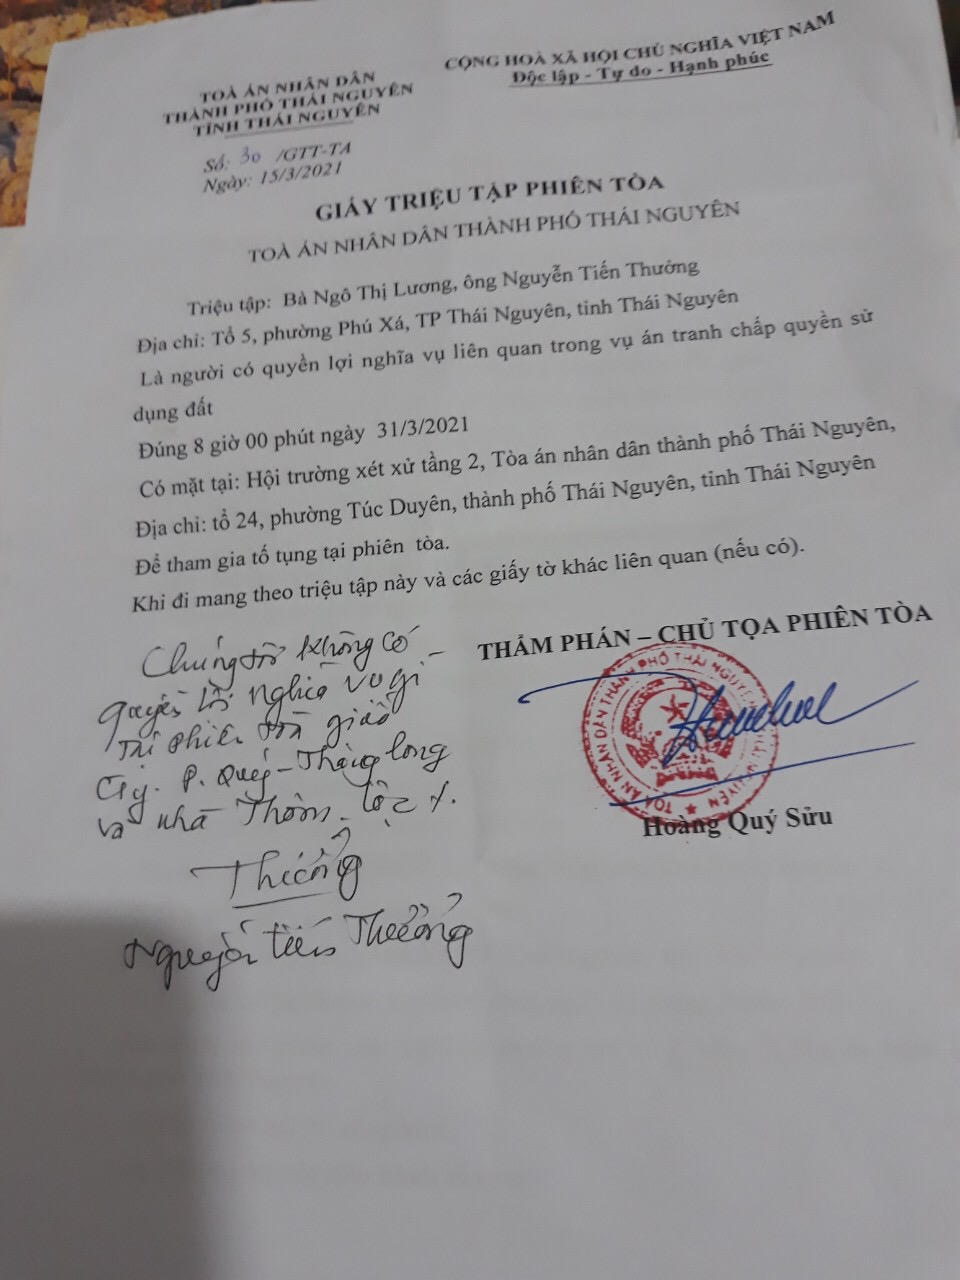 TOÀ ÁN NHÂN DÂN
THÀNH PHỐ THÁI NGUYÊN
TỈNH THÁI NGUYÊN
CỘNG HOÀ XÃ HỘI CHỦ NGHĨA VIỆT NAM
Độc lập - Tự do - Hạnh phúc
Số: 30 /GTT-TA
Ngày: 15/3/2021
GIẤY TRIỆU TẬP PHIÊN TÒA
TOÀ ÁN NHÂN DÂN THÀNH PHỐ THÁI NGUYÊN
Triệu tập: Bà Ngô Thị Lương, ông Nguyễn Tiến Thưởng
Địa chỉ: Tổ 5, phường Phú Xá, TP Thái Nguyên, tỉnh Thái Nguyên
Là người có quyền lợi nghĩa vụ liên quan trong vụ án tranh chấp quyền sử
dụng đất
Đúng 8 giờ 00 phút ngày 31/3/2021
Có mặt tại: Hội trường xét xử tầng 2, Tòa án nhân dân thành phố Thái Nguyên,
Địa chỉ: tổ 24, phường Túc Duyên, thành phố Thái Nguyên, tỉnh Thái Nguyên
Để tham gia tố tụng tại phiên tòa.
Khi đi mang theo triệu tập này và các giấy tờ khác liên quan (nếu có).
THẨM PHÁN – CHỦ TỌA PHIÊN TÒA
TOÀ ÁN NHÂN DÂN THÀNH PHỐ THÁI NGUYÊN
Hoàng Quý Sửu
Chúng tôi không có
quyền lợi nghĩa vụ gì
phiên tòa giữa
Cty. P. Quý - Thăng long
và nhà Thơm. Lộc
Thưởng
Nguyễn Tiến Thưởng